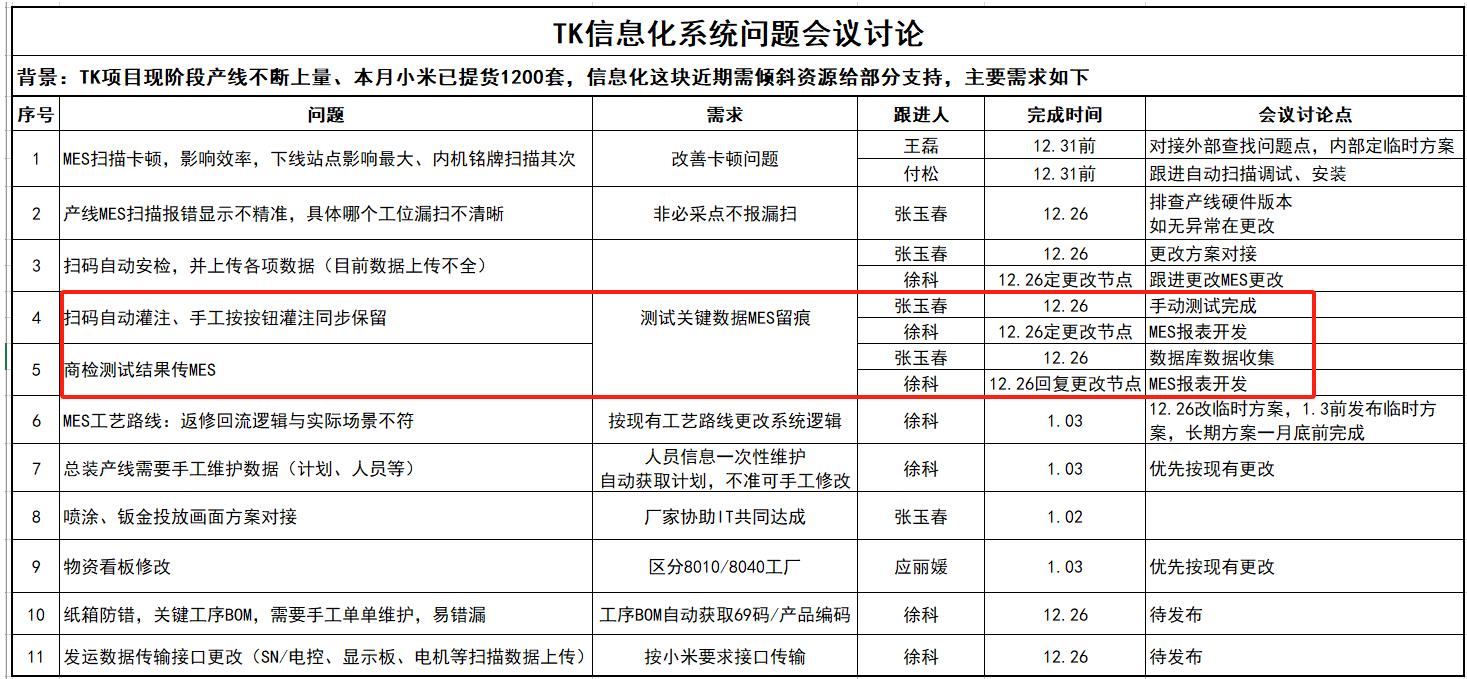 TK信息化系统问题会议讨论
背景：TK项目现阶段产线不断上量、本月小米已提货1200套，信息化这块近期需倾斜资源给部分支持，主要需求如下
序号 问题 需求 跟进人 完成时间 会议讨论点
1 MES扫描卡顿，影响效率，下线站点影响最大、内机铭牌扫描其次 改善卡顿问题 王磊 12.31前 对接外部查找问题点，内部定临时方案
付松 12.31前 跟进自动扫描调试、安装
2 产线MES扫描报错显示不精准，具体哪个工位漏扫不清晰 非必采点不报漏扫 张玉春 12.26 排查产线硬件版本
如无异常在更改
3 扫码自动安检，并上传各项数据（目前数据上传不全） 张玉春 12.26 更改方案对接
徐科 12.26定更改节点 跟进更改MES更改
4 扫码自动灌注、手工按按钮灌注同步保留 测试关键数据MES留痕 张玉春 12.26 手动测试完成
徐科 12.26定更改节点 MES报表开发
5 商检测试结果传MES 张玉春 12.26 数据库数据收集
徐科 12.26回复更改节点 MES报表开发
6 MES工艺路线：返修回流逻辑与实际场景不符 按现有工艺路线更改系统逻辑 徐科 1.03 12.26改临时方案，1.3前发布临时方
案，长期方案一月底前完成
7 总装产线需要手工维护数据（计划、人员等） 人员信息一次性维护
自动获取计划，不准可手工修改 徐科 1.03 优先按现有更改
8 喷涂、钣金投放画面方案对接 厂家协助IT共同达成 张玉春 1.02
9 物资看板修改 区分8010/8040工厂 应丽媛 1.03 优先按现有更改
10 纸箱防错，关键工序BOM，需要手工单单维护，易错漏 工序BOM自动获取69码/产品编码 徐科 12.26 待发布
11 发运数据传输接口更改（SN/电控、显示板、电机等扫描数据上传） 按小米要求接口传输 徐科 12.26 待发布